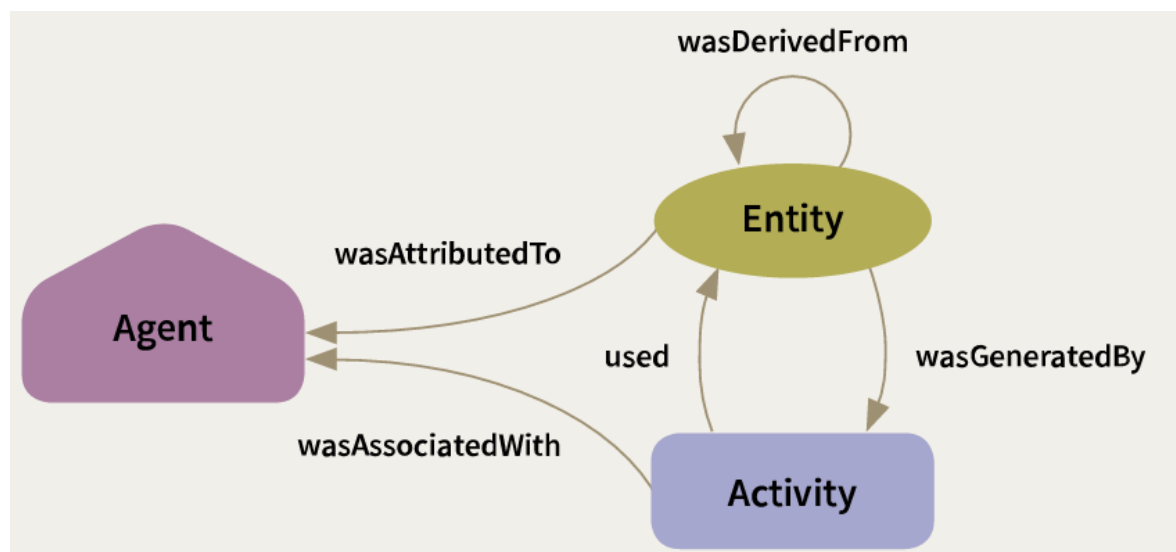 wasDerivedFrom
Entity
wasAttributedTo
Agent
used
wasGeneratedBy
wasAssociatedWith
Activity